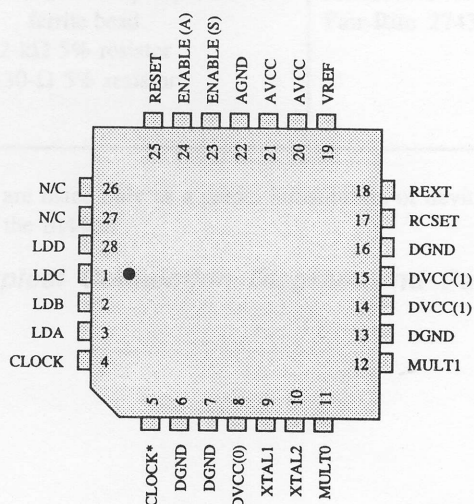 RESET
ENABLE (A)
ENABLE (S)
AGND
AVCC
AVCC
VREF
25
24
23
22
21
20
19
N/C 26
N/C 27
LDD 28
LDC 1
LDB 2
LDA 3
CLOCK 4
18 REXT
17 RCSET
16 DGND
15 DVCC(1)
14 DVCC(1)
13 DGND
12 MULT1
5
6
7
8
9
10
11
CLOCK*
DGND
DGND
DVCC(0)
XTAL1
XTAL2
MULT0